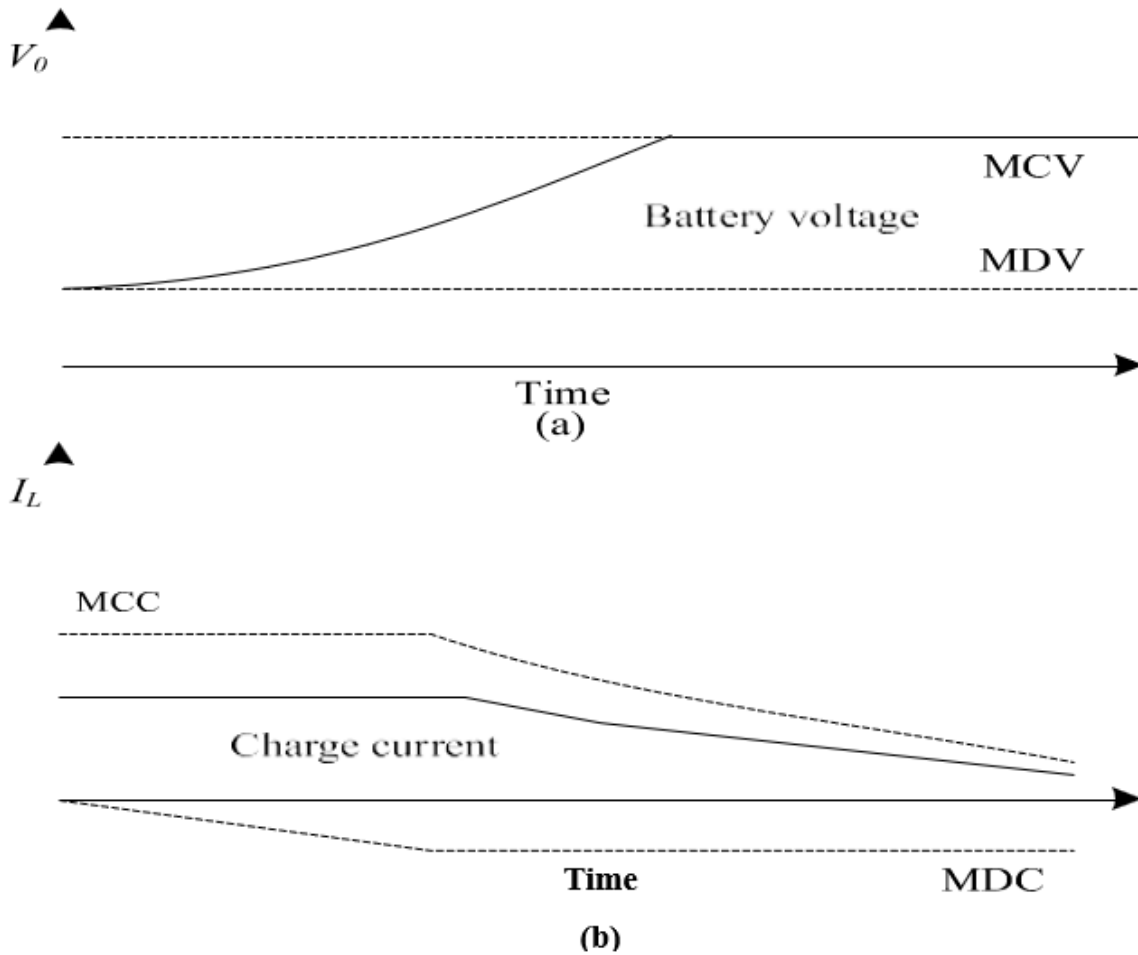 V0
MCV
Battery voltage
MDV
Time
(a)
IL
MCC
Charge current
Time
MDC
(b)